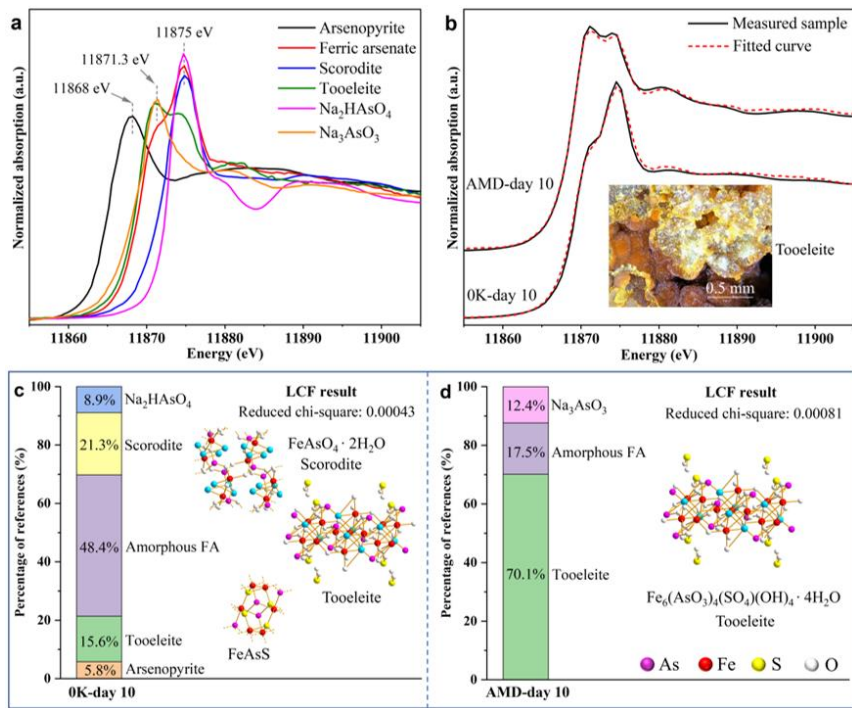 a
11875 eV
11871.3 eV
11868 eV
Arsenopyrite
Ferric arsenate
Scorodite
Tooeleite
Na₂HAsO₄
Na₃AsO₃
Normalized absorption (a.u.)
11860 11870 11880 11890 11900
Energy (eV)
b
Measured sample
Fitted curve
AMD-day 10
0K-day 10
Tooeleite
0.5 mm
Normalized absorption (a.u.)
11860 11870 11880 11890 11900
Energy (eV)
c
LCF result
Reduced chi-square: 0.00043
Percentage of references (%)
100
80
60
40
20
0
8.9% Na₂HAsO₄
21.3% Scorodite
48.4% Amorphous FA
15.6% Tooeleite
5.8% Arsenopyrite
FeAsO₄ · 2H₂O
Scorodite
Tooeleite
FeAsS
0K-day 10
d
LCF result
Reduced chi-square: 0.00081
Percentage of references (%)
100
80
60
40
20
0
12.4% Na₃AsO₃
17.5% Amorphous FA
70.1% Tooeleite
Fe₆(AsO₃)₄(SO₄)(OH)₄ · 4H₂O
Tooeleite
As Fe S O
AMD-day 10